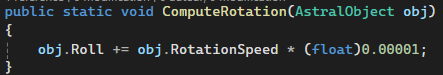 public static void ComputeRotation(AstralObject obj)
{
obj.Roll += obj.RotationSpeed * (float)0.00001;
}